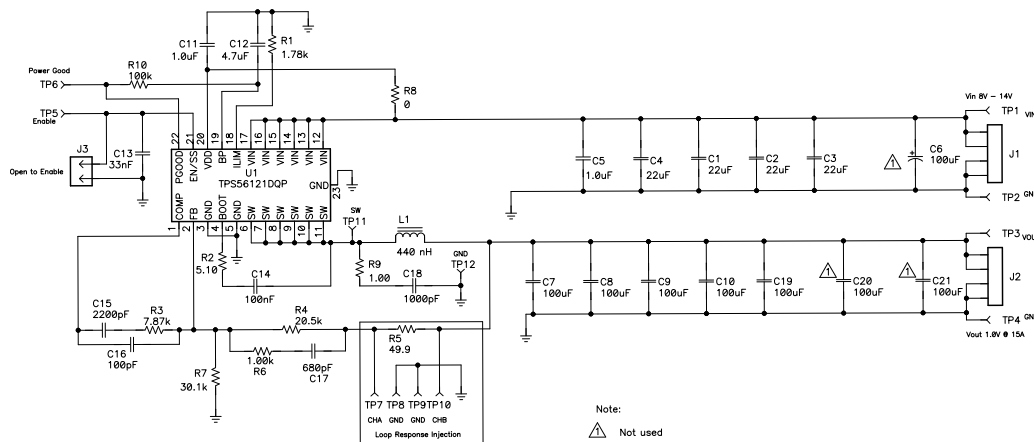 C11
1.0uF
C12
4.7uF
R1
1.78k
Power Good
TP6
R10
100k
R8
0
TP5
Enable
J3
Open to Enable
C13
33nF
22 21 20 19 18 17 16 15 14 13 12
PGOOD EN/SS VDD BP ILIM VIN VIN VIN VIN VIN VIN
U1
TPS56121DQP
GND
23
COMP FB GND BOOT GND SW SW SW SW SW SW
1 2 3 4 5 6 7 8 9 10 11
Vin 8V - 14V
TP1 VIN
J1
TP2 GND
C5
1.0uF
C4
22uF
C1
22uF
C2
22uF
C3
22uF
1
+
C6
100uF
SW
TP11
L1
440 nH
GND
TP12
R2
5.10
C14
100nF
R9
1.00
C18
1000pF
TP3
J2
TP4
Vout 1.0V @ 15A
C7
100uF
C8
100uF
C9
100uF
C10
100uF
C19
100uF
1
C20
100uF
1
C21
100uF
C15
2200pF
R3
7.87k
C16
100pF
R4
20.5k
1.00k
R6
680pF
C17
R5
49.9
R7
30.1k
TP7 TP8 TP9 TP10
CHA GND GND CHB
Loop Response Injection
Note:
1 Not used